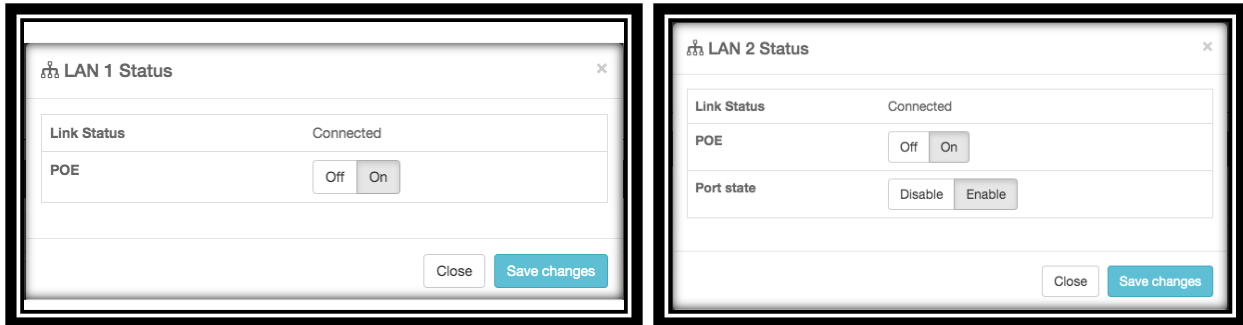 LAN 1 Status ×
Link Status Connected
POE Off On
Close Save changes
LAN 2 Status ×
Link Status Connected
POE Off On
Port state Disable Enable
Close Save changes